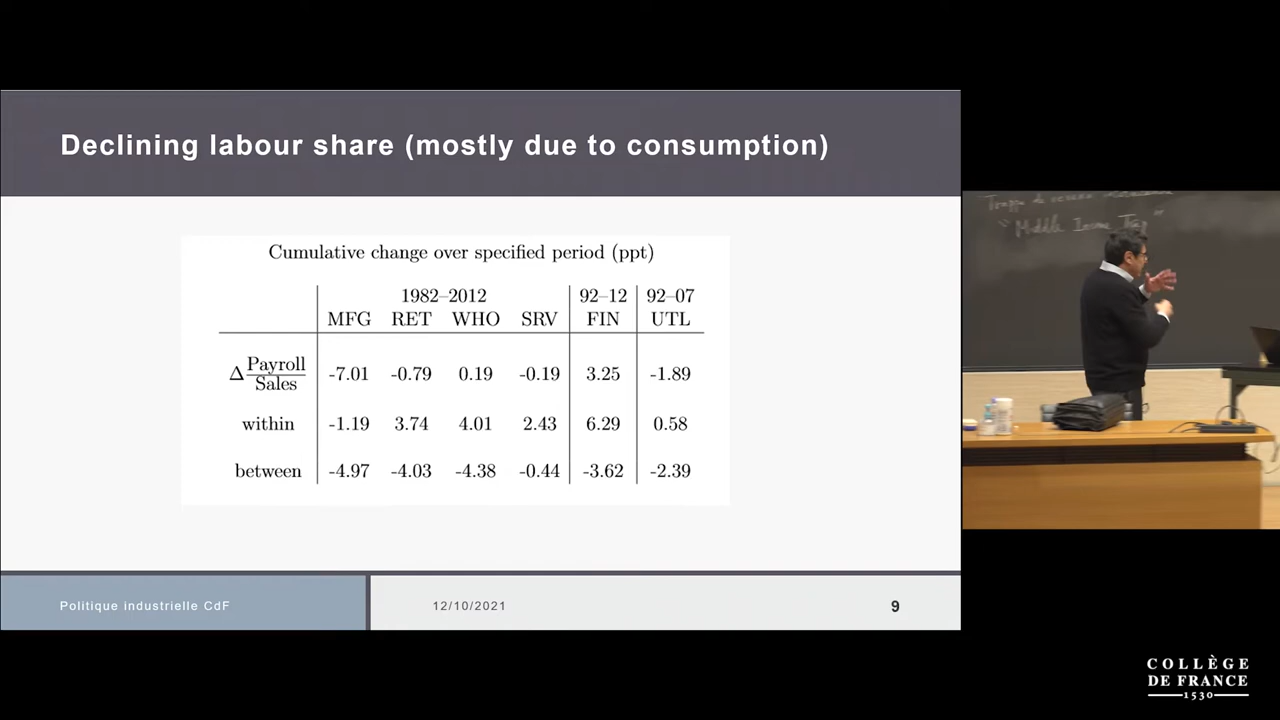 Declining labour share (mostly due to consumption)
Cumulative change over specified period (ppt)
1982–2012 92–12 92–07
MFG RET WHO SRV FIN UTL
Δ Payroll/Sales -7.01 -0.79 0.19 -0.19 3.25 -1.89
within -1.19 3.74 4.01 2.43 6.29 0.58
between -4.97 -4.03 -4.38 -0.44 -3.62 -2.39
Politique industrielle CdF 12/10/2021 9
"Middle Income Trap"
COLLÈGE
DE FRANCE
1530